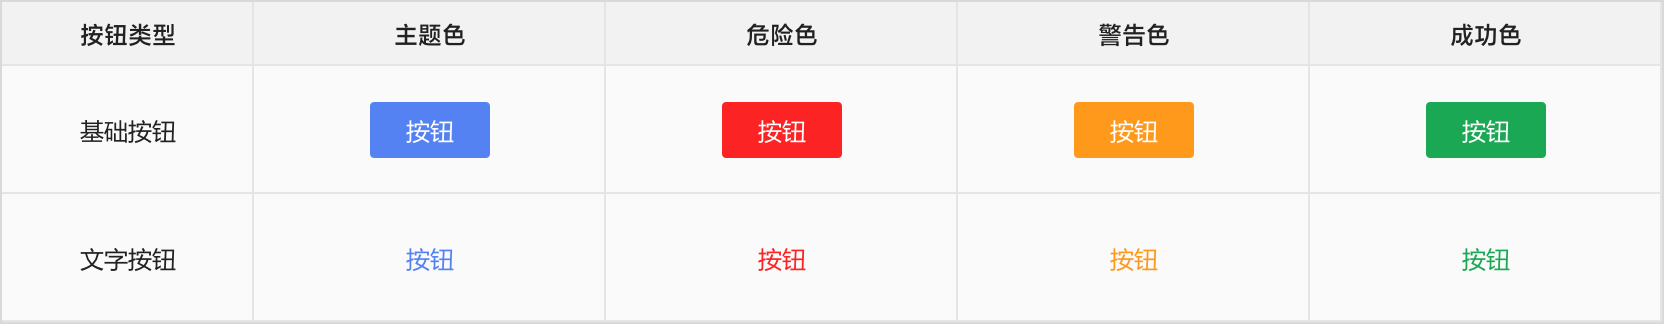 按钮类型 主题色 危险色 警告色 成功色
基础按钮 按钮 按钮 按钮 按钮
文字按钮 按钮 按钮 按钮 按钮